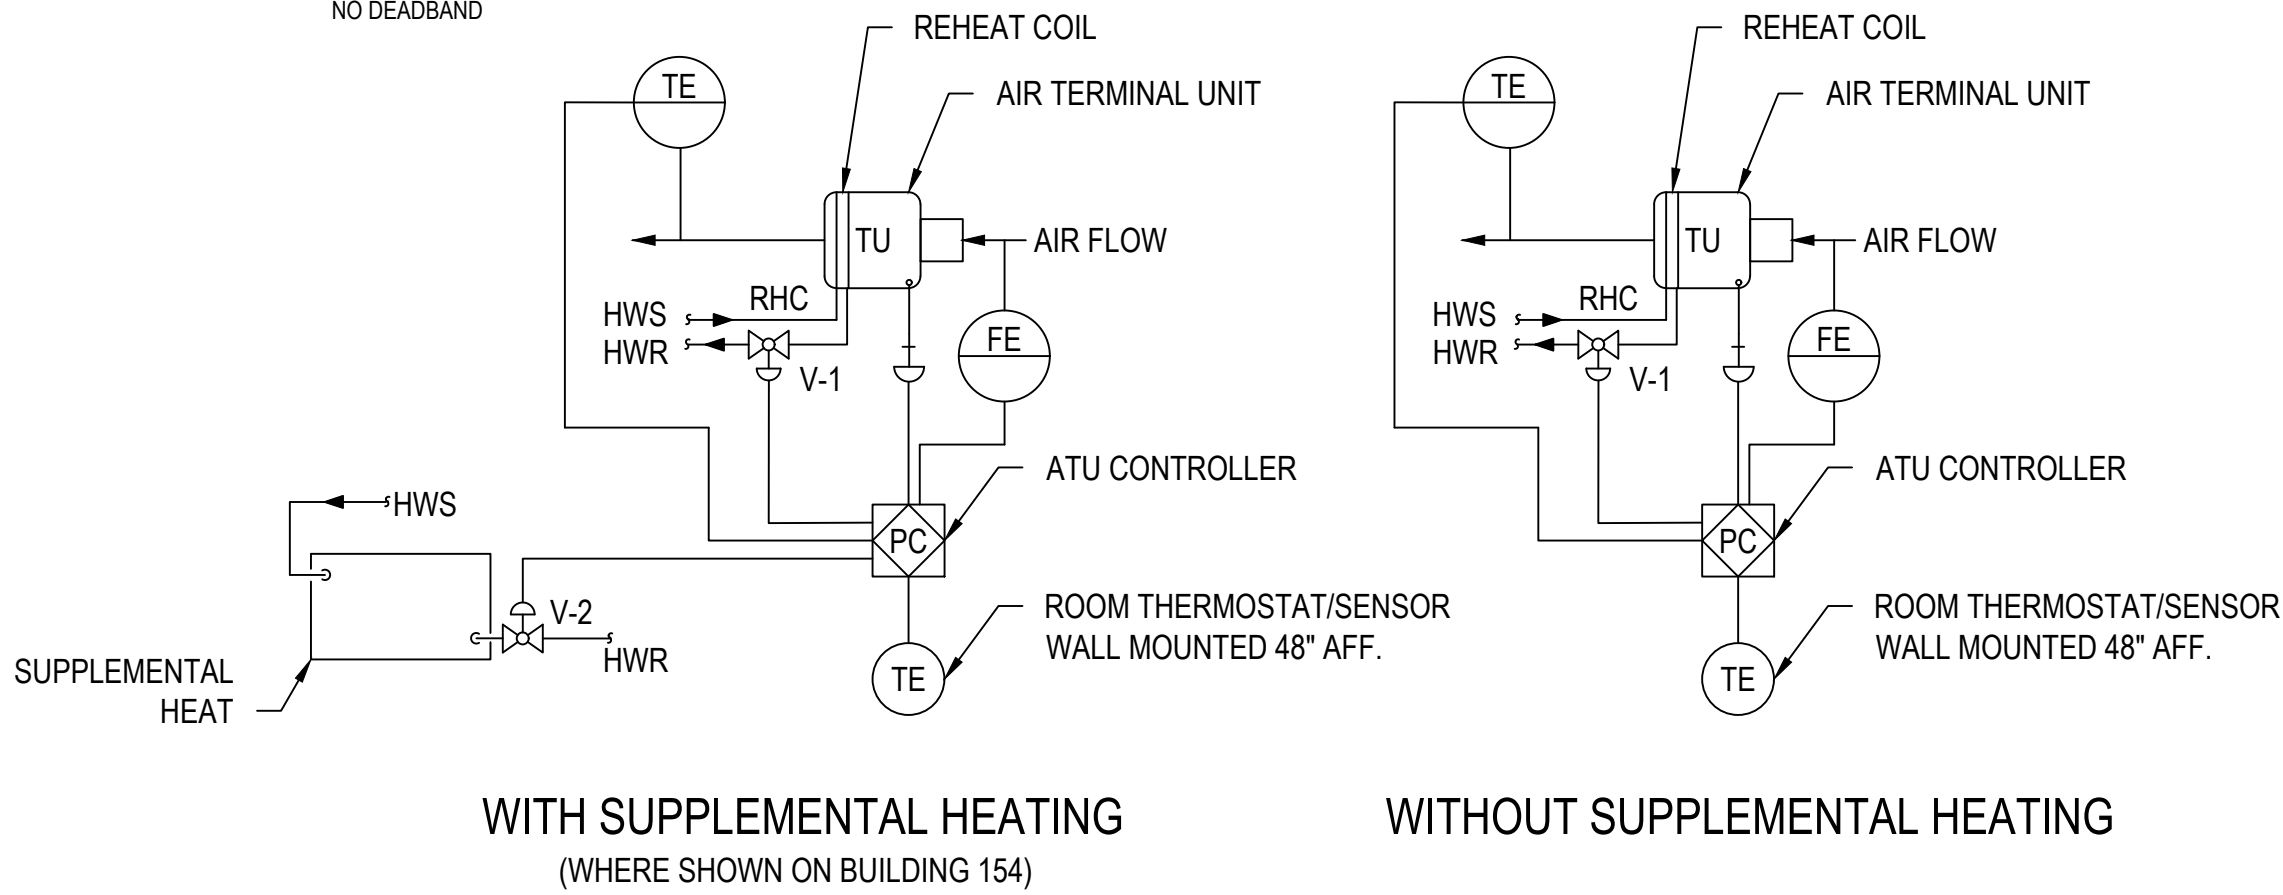 NO DEADBAND
REHEAT COIL
TE
AIR TERMINAL UNIT
TU
AIR FLOW
RHC
HWS
HWR
V-1
FE
ATU CONTROLLER
HWS
PC
V-2
HWR
ROOM THERMOSTAT/SENSOR
WALL MOUNTED 48" AFF.
SUPPLEMENTAL
HEAT
TE
WITH SUPPLEMENTAL HEATING
(WHERE SHOWN ON BUILDING 154)
REHEAT COIL
TE
AIR TERMINAL UNIT
TU
AIR FLOW
RHC
HWS
HWR
V-1
FE
ATU CONTROLLER
PC
ROOM THERMOSTAT/SENSOR
WALL MOUNTED 48" AFF.
TE
WITHOUT SUPPLEMENTAL HEATING